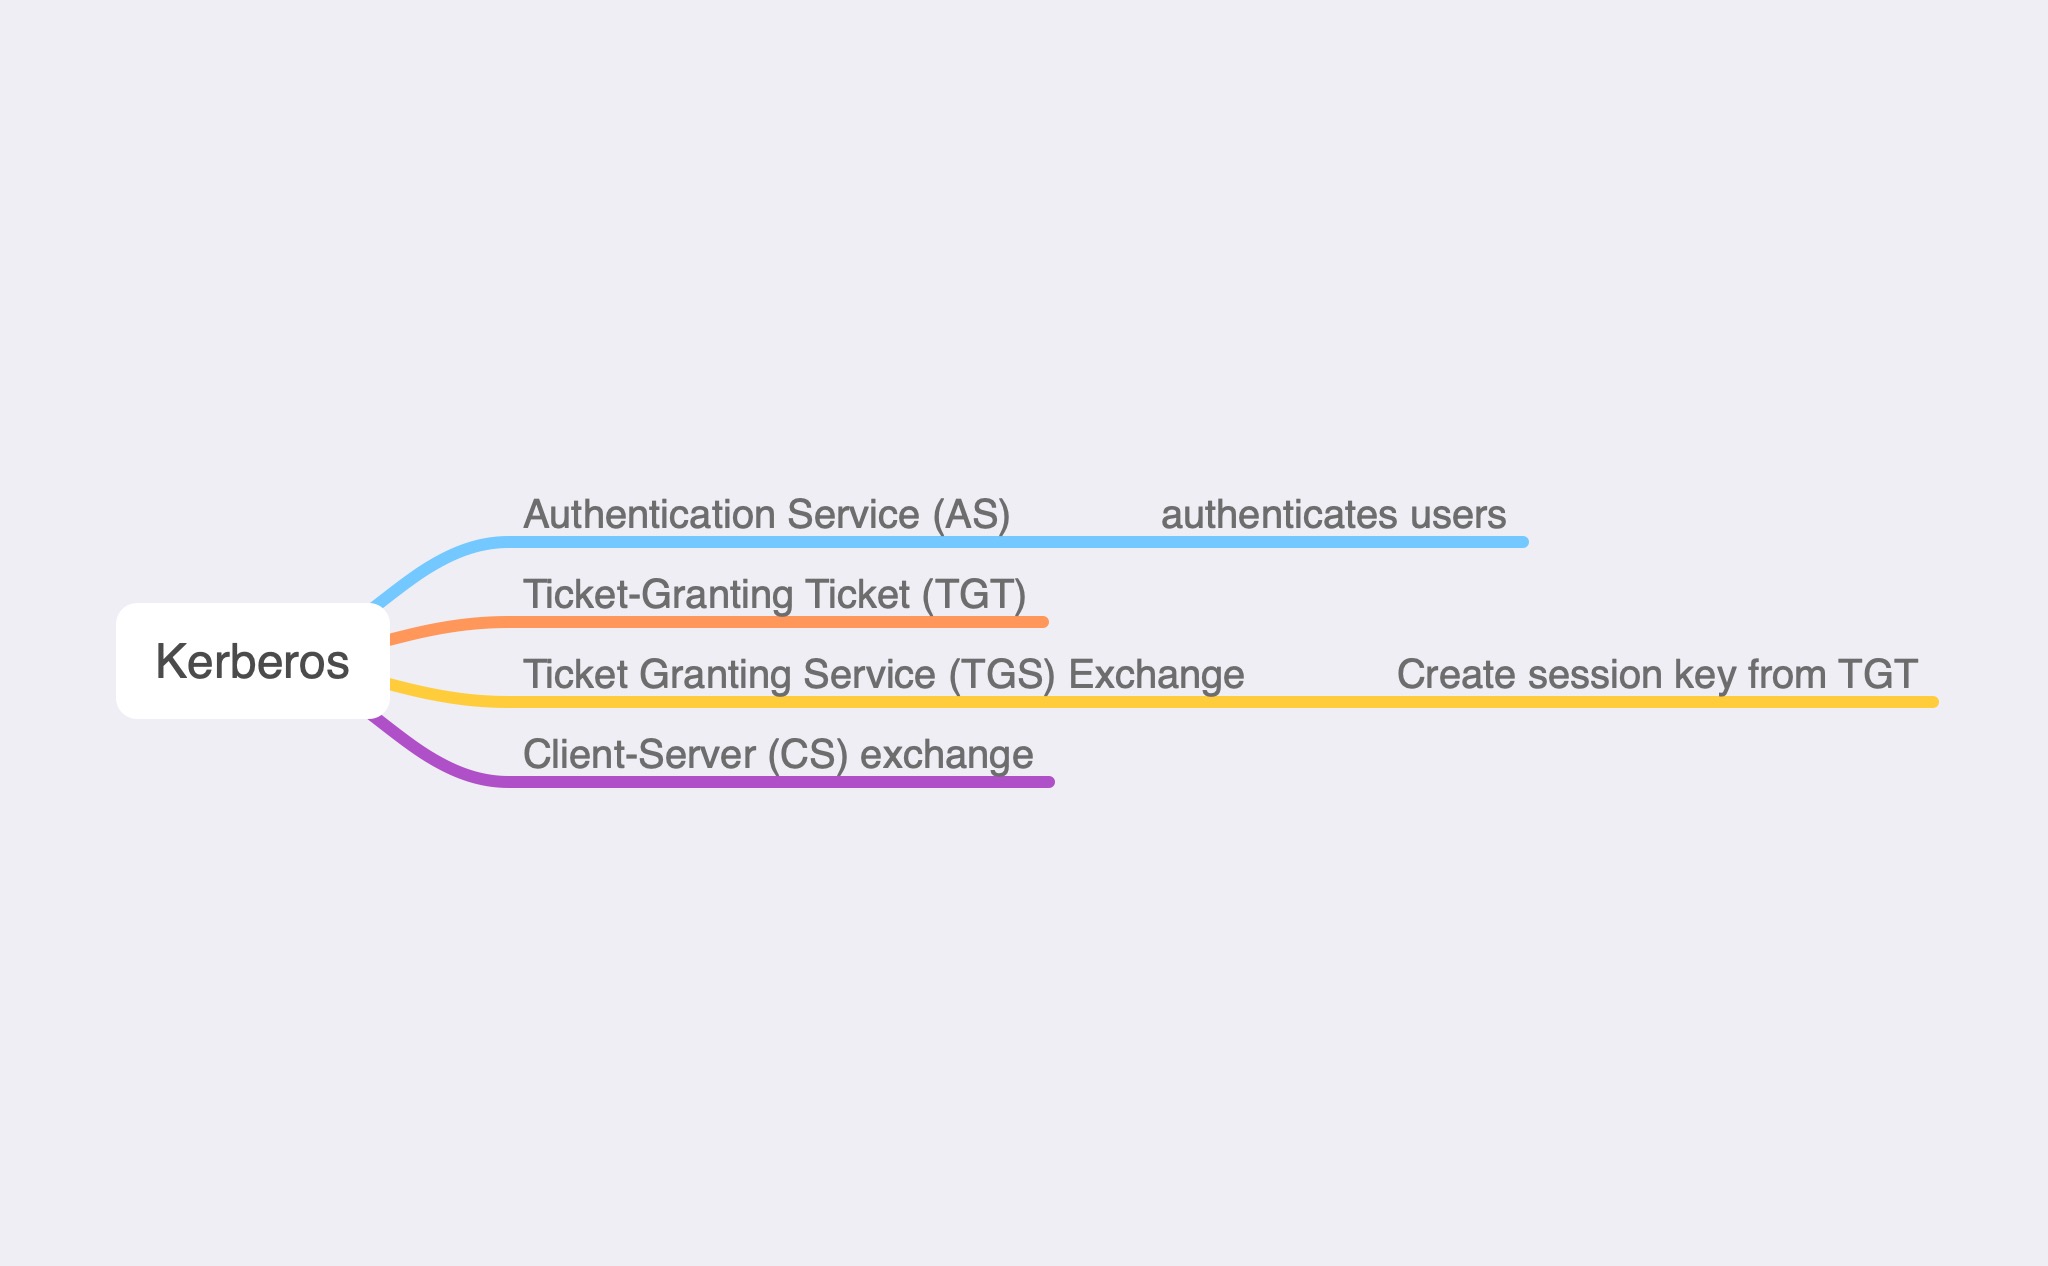 Kerberos
Authentication Service (AS)
authenticates users
Ticket-Granting Ticket (TGT)
Ticket Granting Service (TGS) Exchange
Create session key from TGT
Client-Server (CS) exchange